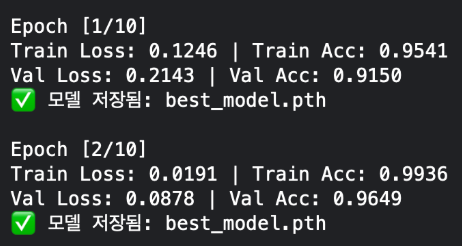 Epoch [1/10]
Train Loss: 0.1246 | Train Acc: 0.9541
Val Loss: 0.2143 | Val Acc: 0.9150
✅ 모델 저장됨: best_model.pth
Epoch [2/10]
Train Loss: 0.0191 | Train Acc: 0.9936
Val Loss: 0.0878 | Val Acc: 0.9649
✅ 모델 저장됨: best_model.pth